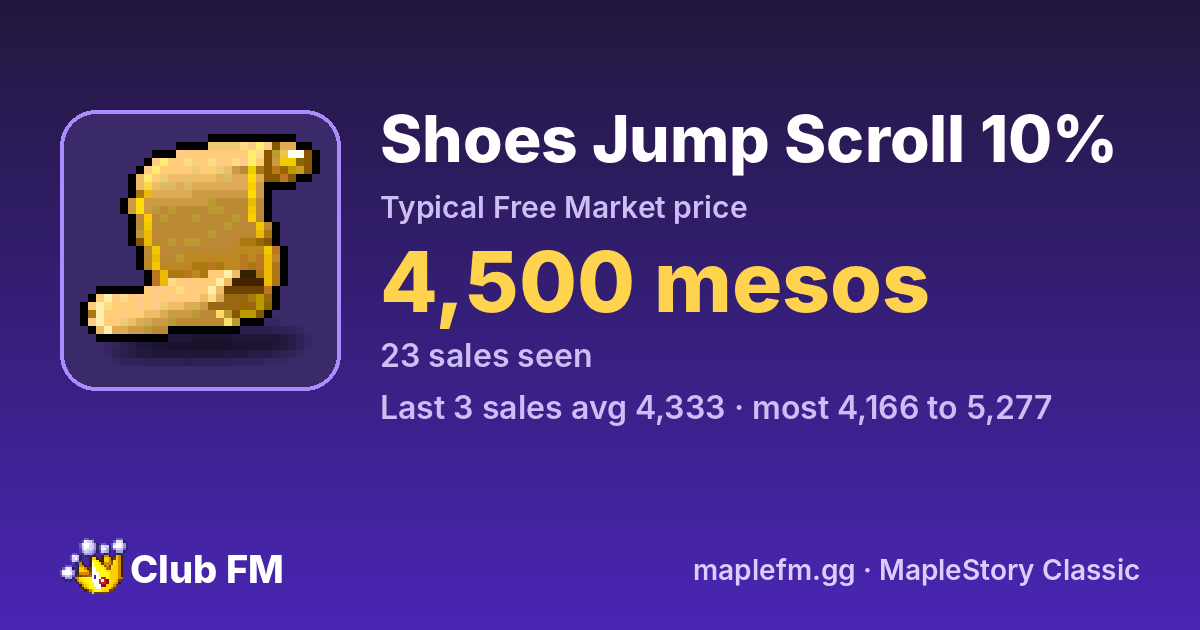 Shoes Jump Scroll 10%
Typical Free Market price
4,500 mesos
23 sales seen
Last 3 sales avg 4,333 · most 4,166 to 5,277
Club FM
maplefm.gg · MapleStory Classic